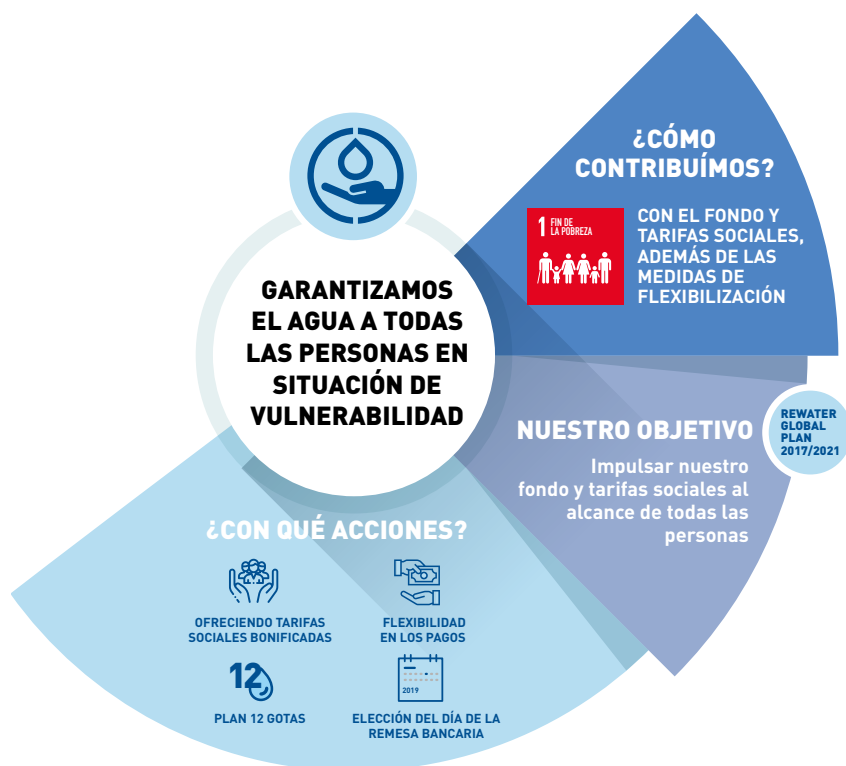 ¿CÓMO
CONTRIBUÍMOS?
1 FIN DE
LA POBREZA
CON EL FONDO Y
TARIFAS SOCIALES,
ADEMÁS DE LAS
MEDIDAS DE
FLEXIBILIZACIÓN
GARANTIZAMOS
EL AGUA A TODAS
LAS PERSONAS EN
SITUACIÓN DE
VULNERABILIDAD
NUESTRO OBJETIVO
Impulsar nuestro
fondo y tarifas sociales al
alcance de todas las
personas
REWATER
GLOBAL
PLAN
2017/2021
¿CON QUÉ ACCIONES?
OFRECIENDO TARIFAS
SOCIALES BONIFICADAS
FLEXIBILIDAD
EN LOS PAGOS
12
PLAN 12 GOTAS
2019
ELECCIÓN DEL DÍA DE LA
REMESA BANCARIA